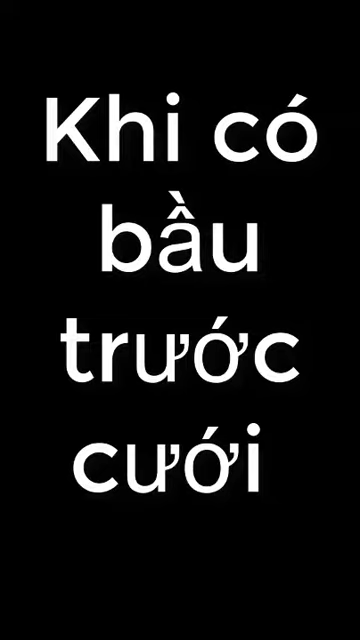 Khi có
bầu
trước
cưới